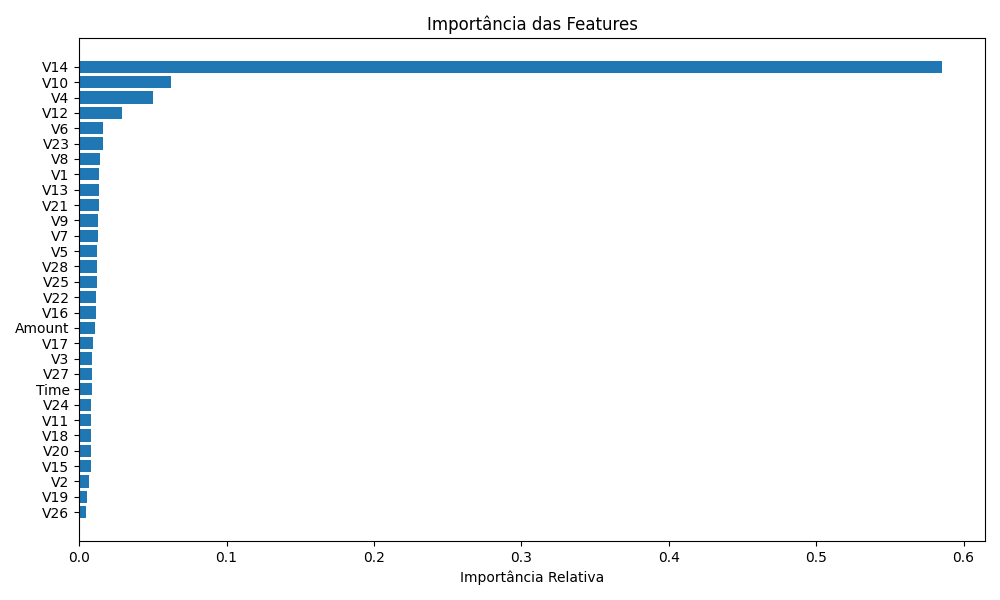 Importância das Features
V14
V10
V4
V12
V6
V23
V8
V1
V13
V21
V9
V7
V5
V28
V25
V22
V16
Amount
V17
V3
V27
Time
V24
V11
V18
V20
V15
V2
V19
V26
0.0 0.1 0.2 0.3 0.4 0.5 0.6
Importância Relativa